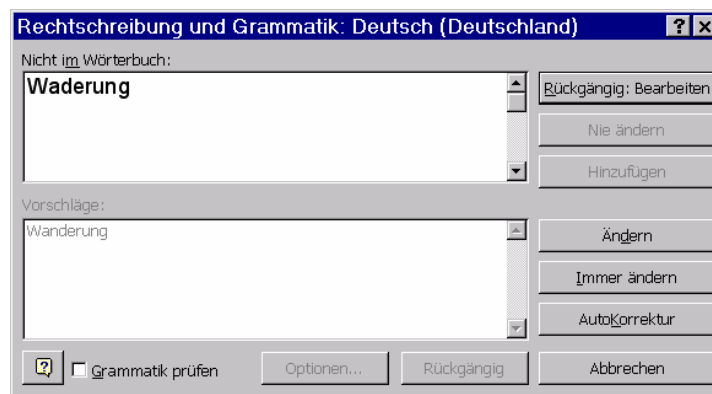 Rechtschreibung und Grammatik: Deutsch (Deutschland)
Nicht im Wörterbuch:
Waderung
Rückgängig: Bearbeiten
Nie ändern
Hinzufügen
Vorschläge:
Wanderung
Ändern
Immer ändern
AutoKorrektur
Grammatik prüfen
Optionen...
Rückgängig
Abbrechen